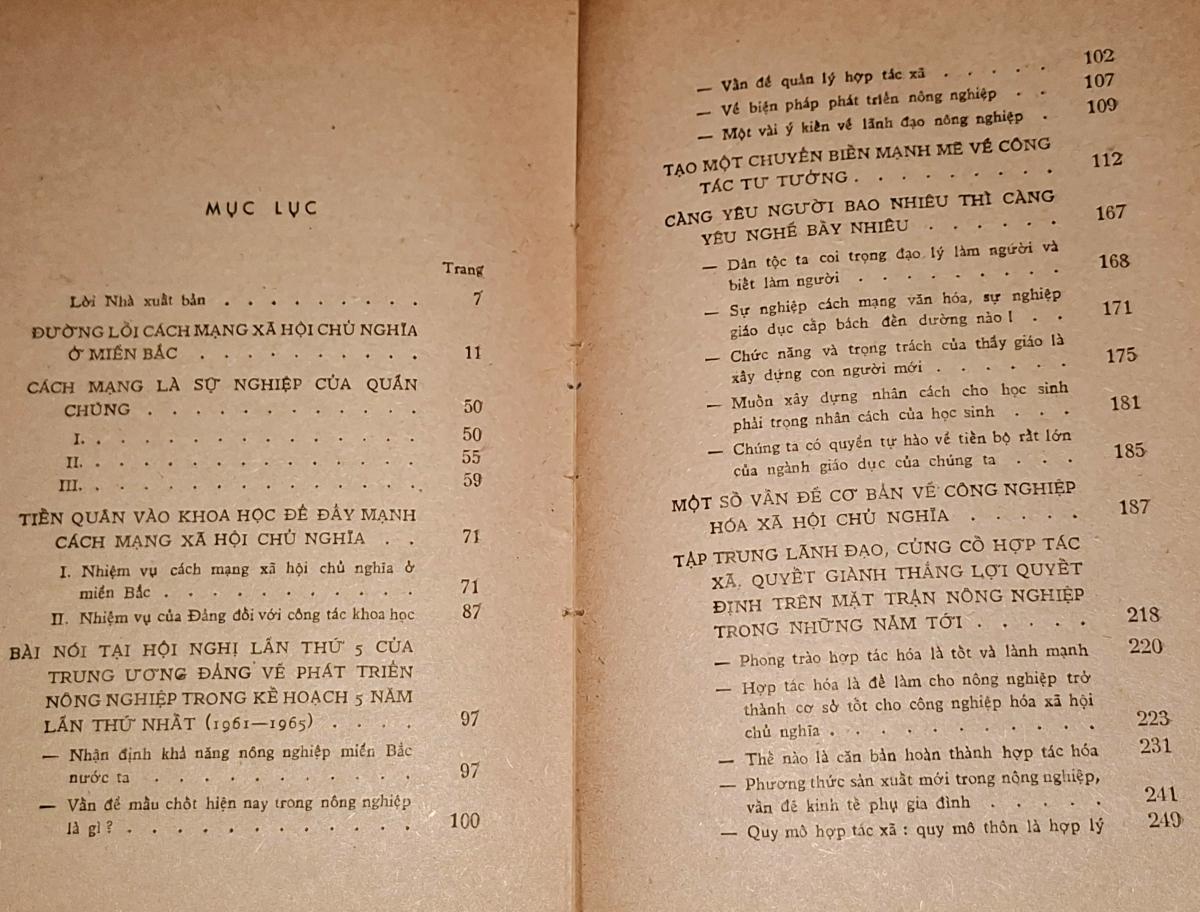 MỤC LỤC
Trang
Lời Nhà xuất bản . . . . . . . . . 7
ĐƯỜNG LỐI CÁCH MẠNG XÃ HỘI CHỦ NGHĨA
Ở MIỀN BẮC . . . . . . . . . . 11
CÁCH MẠNG LÀ SỰ NGHIỆP CỦA QUẦN
CHÚNG . . . . . . . . . . . . 50
I. . . . . . . . . . . . . . . 50
II. . . . . . . . . . . . . . . 55
III. . . . . . . . . . . . . . . 59
TIẾN QUÂN VÀO KHOA HỌC ĐỂ ĐẨY MẠNH
CÁCH MẠNG XÃ HỘI CHỦ NGHĨA . . 71
I. Nhiệm vụ cách mạng xã hội chủ nghĩa ở
miền Bắc . . . . . . . . . . . 71
II. Nhiệm vụ của Đảng đối với công tác khoa học 87
BÀI NÓI TẠI HỘI NGHỊ LẦN THỨ 5 CỦA
TRUNG ƯƠNG ĐẢNG VỀ PHÁT TRIỂN
NÔNG NGHIỆP TRONG KẾ HOẠCH 5 NĂM
LẦN THỨ NHẤT (1961—1965) . . . . 97
— Nhận định khả năng nông nghiệp miền Bắc
nước ta . . . . . . . . . . . 97
— Vấn đề mấu chốt hiện nay trong nông nghiệp
là gì ? . . . . . . . . . . . . 100
— Vấn đề quản lý hợp tác xã . . . . . 102
— Về biện pháp phát triển nông nghiệp . . 107
— Một vài ý kiến về lãnh đạo nông nghiệp . 109
TẠO MỘT CHUYỂN BIẾN MẠNH MẼ VỀ CÔNG
TÁC TƯ TƯỞNG . . . . . . . . . 112
CÀNG YÊU NGƯỜI BAO NHIÊU THÌ CÀNG
YÊU NGHỀ BẤY NHIÊU . . . . . . 167
— Dân tộc ta coi trọng đạo lý làm người và
biết làm người . . . . . . . . . 168
— Sự nghiệp cách mạng văn hóa, sự nghiệp
giáo dục cấp bách đến dường nào ! . . 171
— Chức năng và trọng trách của thầy giáo là
xây dựng con người mới . . . . . . 175
— Muốn xây dựng nhân cách cho học sinh
phải trọng nhân cách của học sinh . . . 181
— Chúng ta có quyền tự hào về tiến bộ rất lớn
của ngành giáo dục của chúng ta . . . 185
MỘT SỐ VẤN ĐỀ CƠ BẢN VỀ CÔNG NGHIỆP
HÓA XÃ HỘI CHỦ NGHĨA . . . . . 187
TẬP TRUNG LÃNH ĐẠO, CỦNG CỐ HỢP TÁC
XÃ, QUYẾT GIÀNH THẮNG LỢI QUYẾT
ĐỊNH TRÊN MẶT TRẬN NÔNG NGHIỆP
TRONG NHỮNG NĂM TỚI . . . . . 218
— Phong trào hợp tác hóa là tốt và lành mạnh 220
— Hợp tác hóa là để làm cho nông nghiệp trở
thành cơ sở tốt cho công nghiệp hóa xã hội
chủ nghĩa . . . . . . . . . . . 223
— Thế nào là căn bản hoàn thành hợp tác hóa 231
— Phương thức sản xuất mới trong nông nghiệp,
vấn đề kinh tế phụ gia đình . . . . . 241
— Quy mô hợp tác xã : quy mô thôn là hợp lý 249